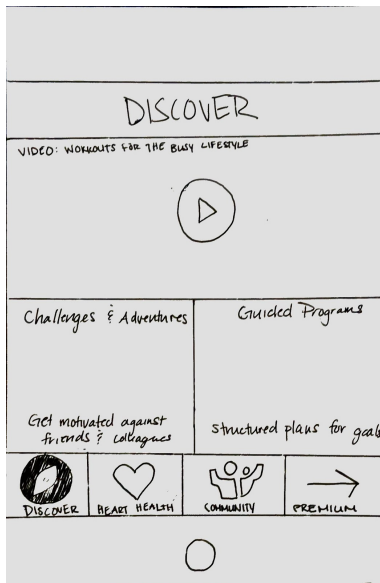 DISCOVER
VIDEO: WORKOUTS FOR THE BUSY LIFESTYLE
Challenges & Adventures
Guided Programs
Get motivated against
friends & colleagues
structured plans for goals
DISCOVER
HEART HEALTH
COMMUNITY
PREMIUM